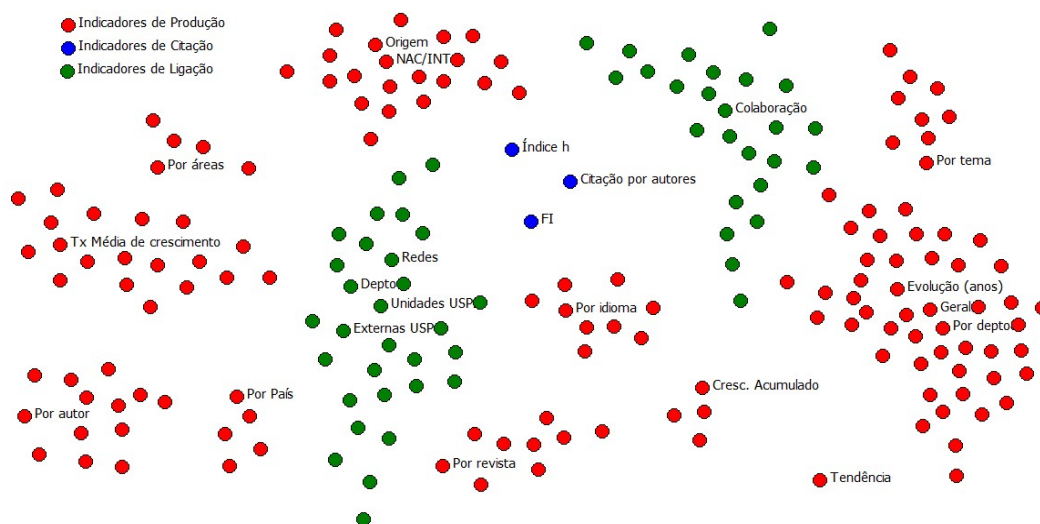 Indicadores de Produção
Indicadores de Citação
Indicadores de Ligação
Origem
NAC/INT
Colaboração
Índice h
Por áreas
Por tema
Citação por autores
FI
Tx Média de crescimento
Redes
Depto
Evolução (anos)
Unidades USP
Por idioma
Geral
Externas USP
Por depto
Cresc. Acumulado
Por País
Por autor
Por revista
Tendência